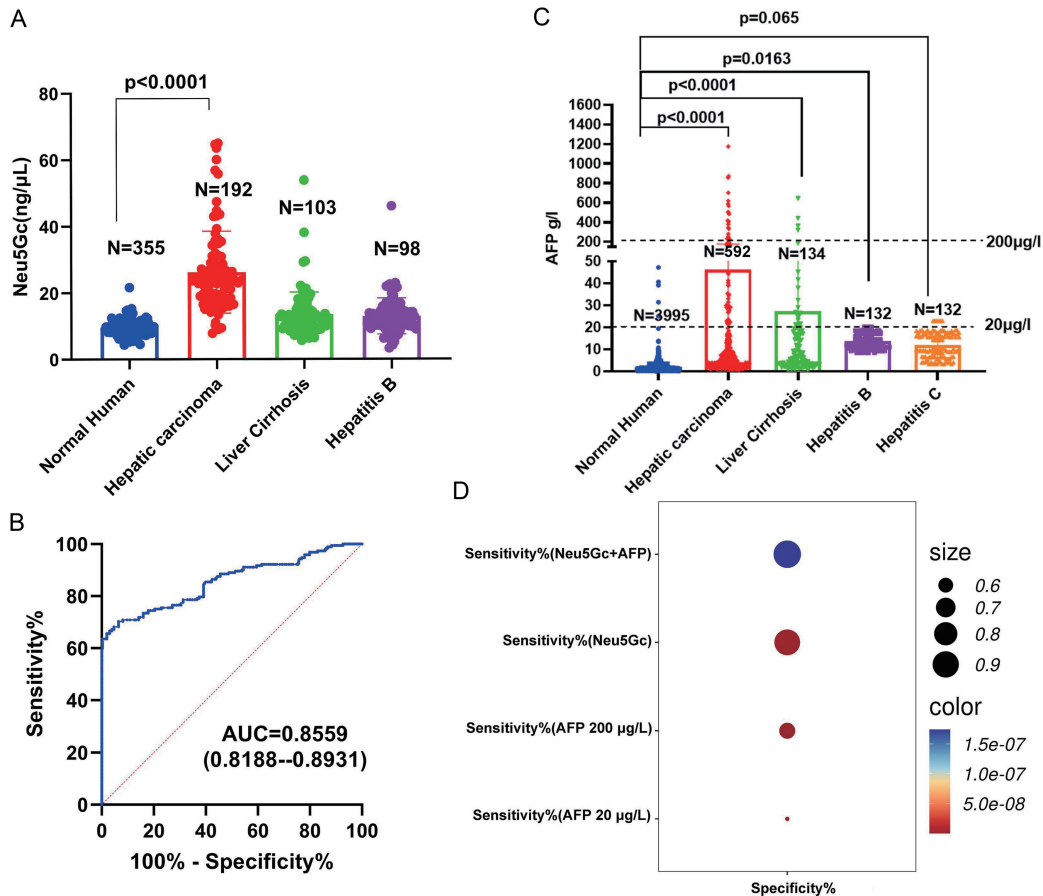 A
p<0.0001
80
60
40
20
0
Neu5Gc(ng/μL)
N=355
N=192
N=103
N=98
Normal Human
Hepatic carcinoma
Liver Cirrhosis
Hepatitis B
C
p=0.065
p=0.0163
p<0.0001
p<0.0001
1600
1400
1200
1000
800
600
400
200
50
40
30
20
10
0
AFP g/l
N=3995
N=592
N=134
N=132
N=132
200μg/l
20μg/l
Normal Human
Hepatic carcinoma
Liver Cirrhosis
Hepatitis B
Hepatitis C
B
100
80
60
40
20
0
Sensitivity%
AUC=0.8559
(0.8188--0.8931)
0 20 40 60 80 100
100% - Specificity%
D
Sensitivity%(Neu5Gc+AFP)
Sensitivity%(Neu5Gc)
Sensitivity%(AFP 200 μg/L)
Sensitivity%(AFP 20 μg/L)
Specificity%
size
0.6
0.7
0.8
0.9
color
1.5e-07
1.0e-07
5.0e-08